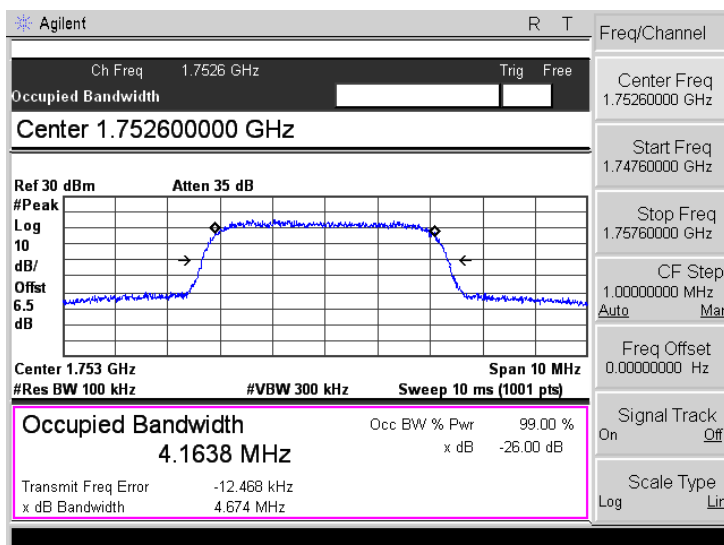 Agilent R T
Ch Freq 1.7526 GHz Trig Free
Occupied Bandwidth
Center 1.752600000 GHz
Ref 30 dBm Atten 35 dB
#Peak
Log
10
dB/
Offst
6.5
dB
Center 1.753 GHz Span 10 MHz
#Res BW 100 kHz #VBW 300 kHz Sweep 10 ms (1001 pts)
Occupied Bandwidth Occ BW % Pwr 99.00 %
4.1638 MHz x dB -26.00 dB
Transmit Freq Error -12.468 kHz
x dB Bandwidth 4.674 MHz
Freq/Channel
Center Freq
1.75260000 GHz
Start Freq
1.74760000 GHz
Stop Freq
1.75760000 GHz
CF Step
1.00000000 MHz
Auto Man
Freq Offset
0.00000000 Hz
Signal Track
On Off
Scale Type
Log Lin